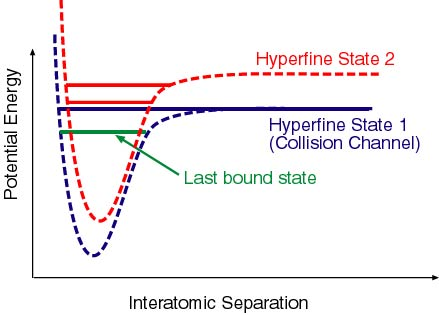 Hyperfine State 2
Hyperfine State 1
(Collision Channel)
Last bound state
Potential Energy
Interatomic Separation